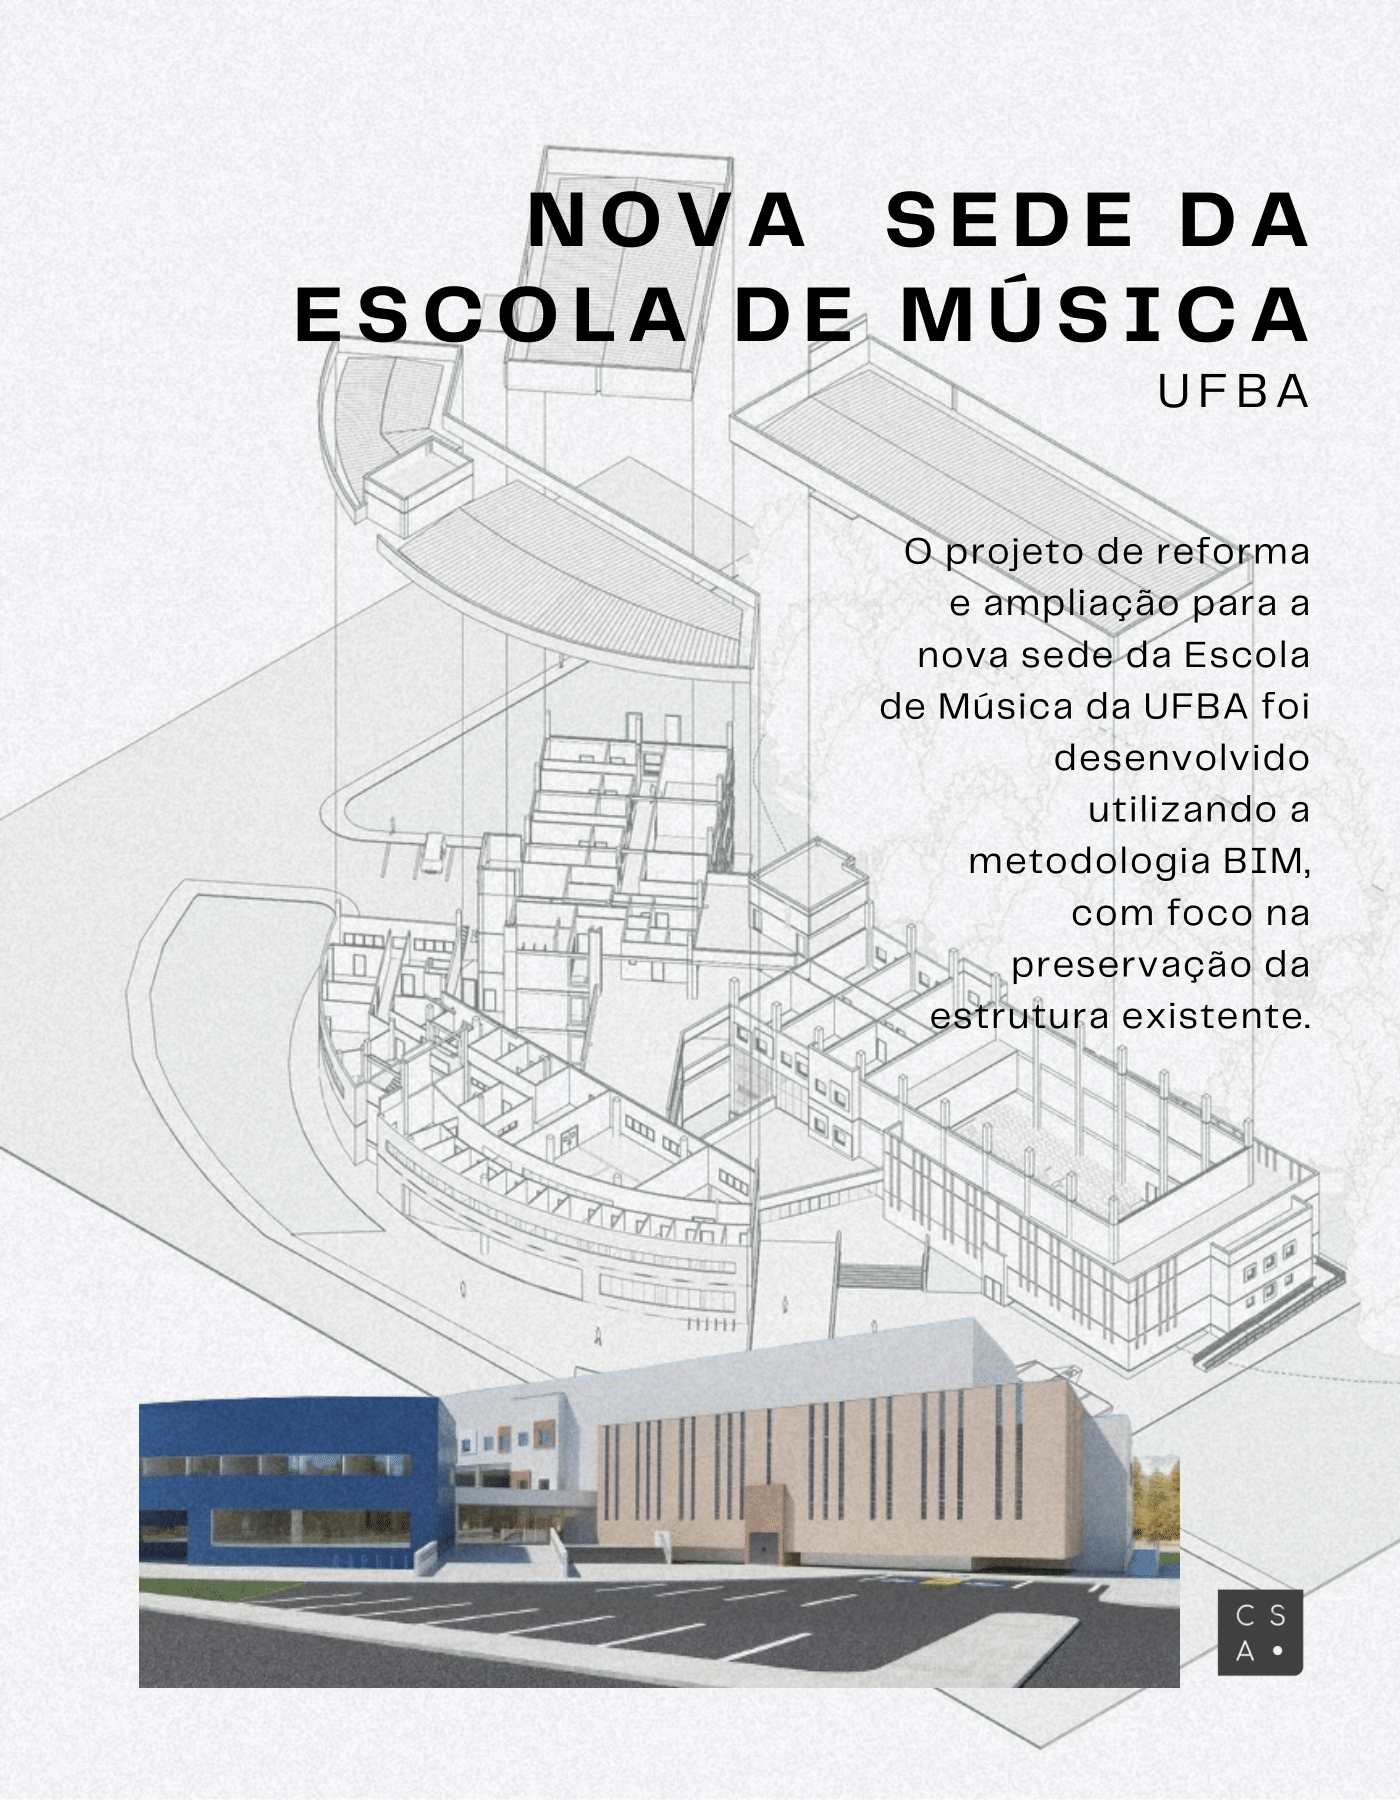 NOVA SEDE DA
ESCOLA DE MÚSICA
UFBA
O projeto de reforma
e ampliação para a
nova sede da Escola
de Música da UFBA foi
desenvolvido
utilizando a
metodologia BIM,
com foco na
preservação da
estrutura existente.
C S
A •